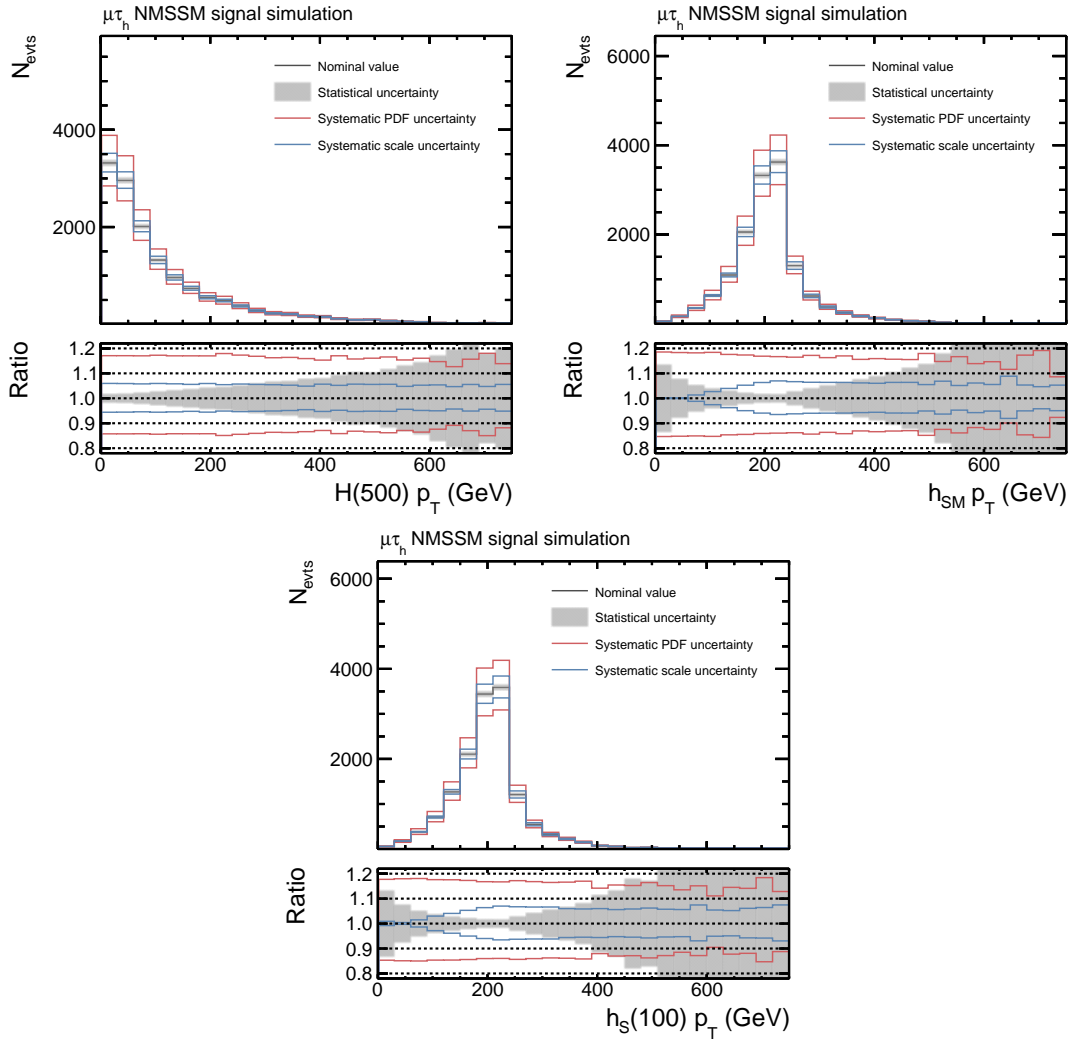 μτh NMSSM signal simulation
Nevts
Nominal value
Statistical uncertainty
Systematic PDF uncertainty
Systematic scale uncertainty
4000
2000
Ratio
1.2
1.1
1.0
0.9
0.8
0 200 400 600
H(500) pT (GeV)
μτh NMSSM signal simulation
Nevts
6000
Nominal value
Statistical uncertainty
Systematic PDF uncertainty
Systematic scale uncertainty
4000
2000
Ratio
1.2
1.1
1.0
0.9
0.8
0 200 400 600
hSM pT (GeV)
μτh NMSSM signal simulation
Nevts
6000
Nominal value
Statistical uncertainty
Systematic PDF uncertainty
Systematic scale uncertainty
4000
2000
Ratio
1.2
1.1
1.0
0.9
0.8
0 200 400 600
hS(100) pT (GeV)